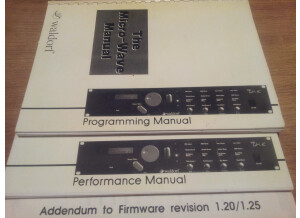 waldorf
The
Micro-Wave
Manual
Programming Manual
Performance Manual
Addendum to Firmware revision 1.20/1.25